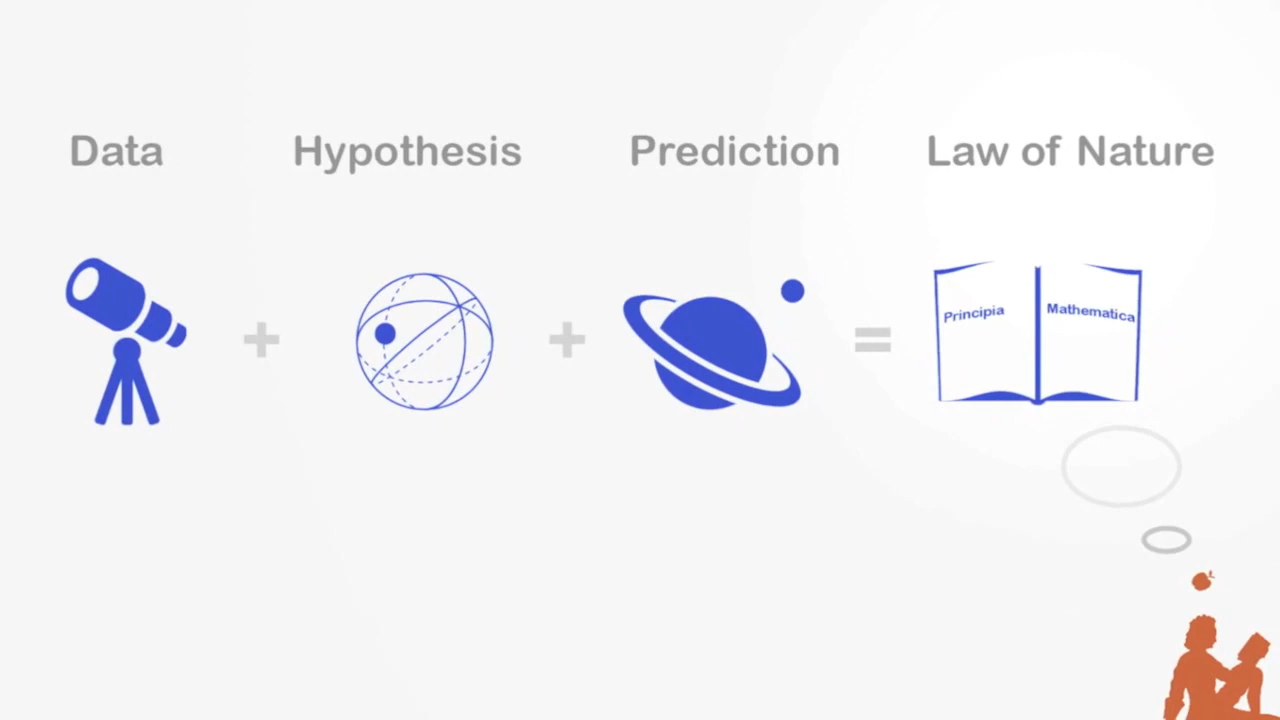 Data Hypothesis Prediction Law of Nature
+ + =
Principia Mathematica